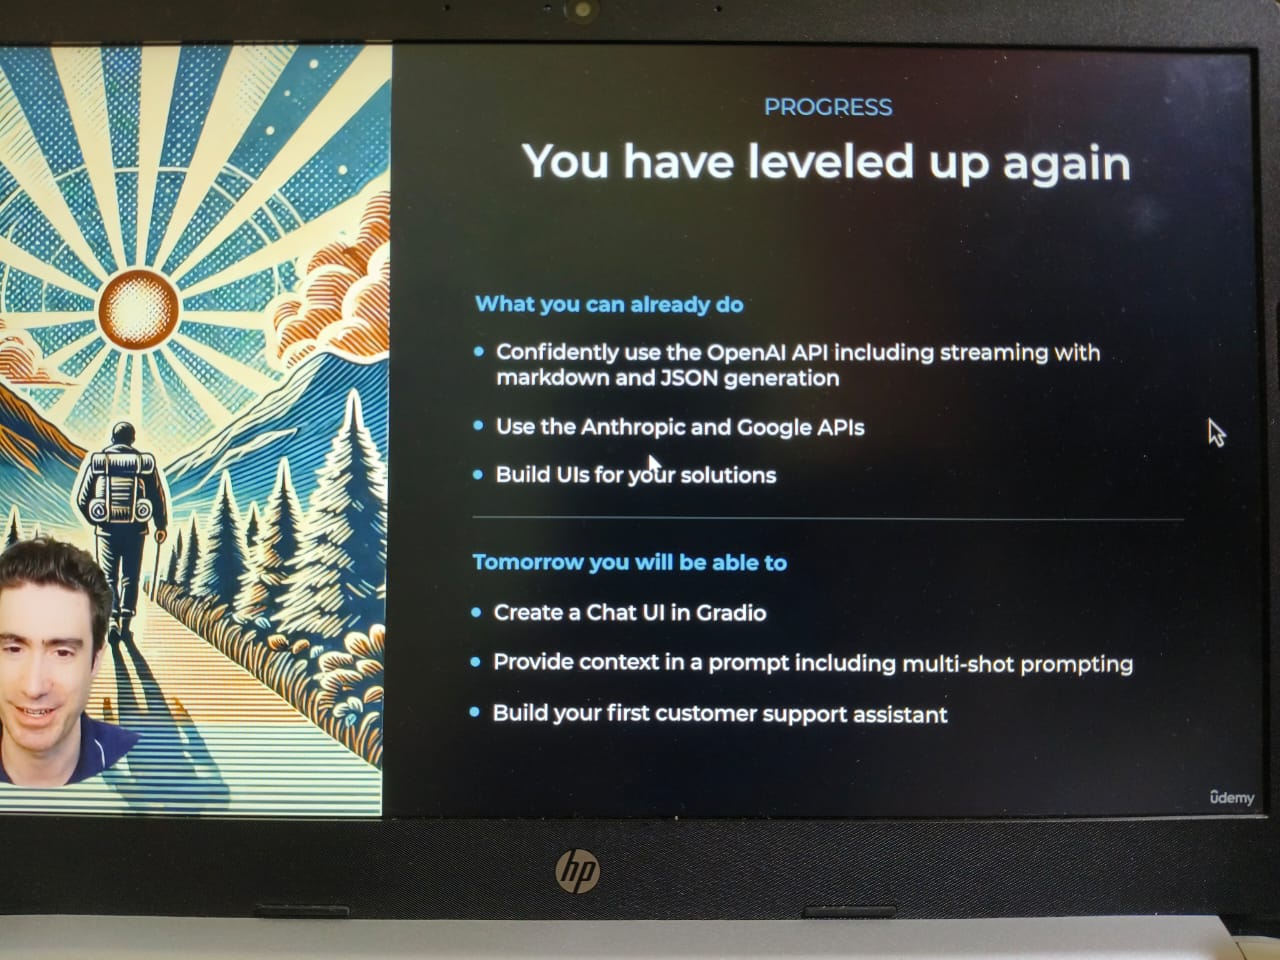 PROGRESS
You have leveled up again
What you can already do
Confidently use the OpenAI API including streaming with
markdown and JSON generation
Use the Anthropic and Google APIs
Build UIs for your solutions
Tomorrow you will be able to
Create a Chat UI in Gradio
Provide context in a prompt including multi-shot prompting
Build your first customer support assistant
ûdemy
hp